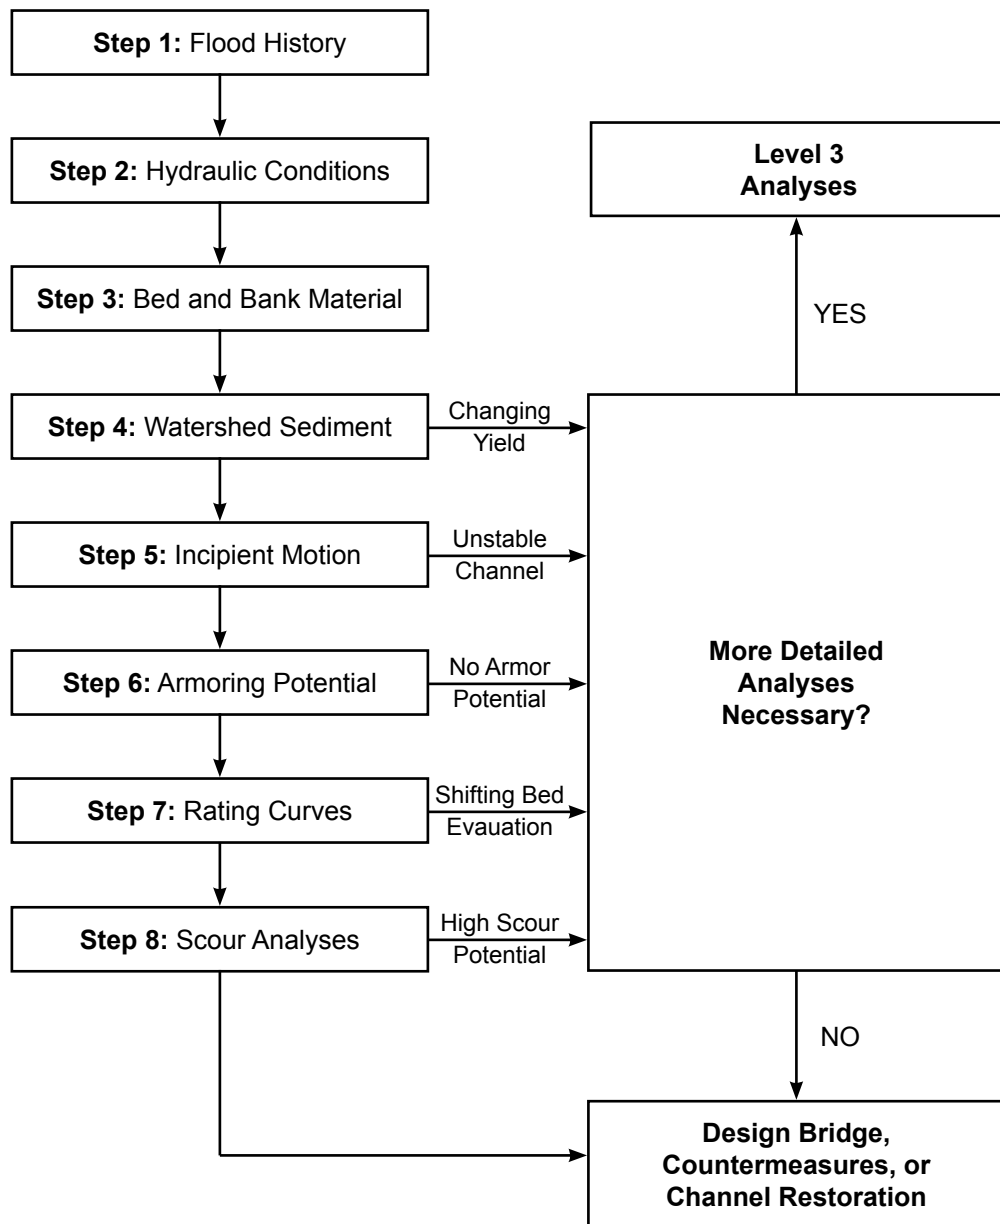 Step 1: Flood History
Step 2: Hydraulic Conditions
Level 3
Analyses
Step 3: Bed and Bank Material
YES
Step 4: Watershed Sediment
Changing
Yield
Step 5: Incipient Motion
Unstable
Channel
Step 6: Armoring Potential
No Armor
Potential
More Detailed
Analyses
Necessary?
Step 7: Rating Curves
Shifting Bed
Evauation
Step 8: Scour Analyses
High Scour
Potential
NO
Design Bridge,
Countermeasures, or
Channel Restoration